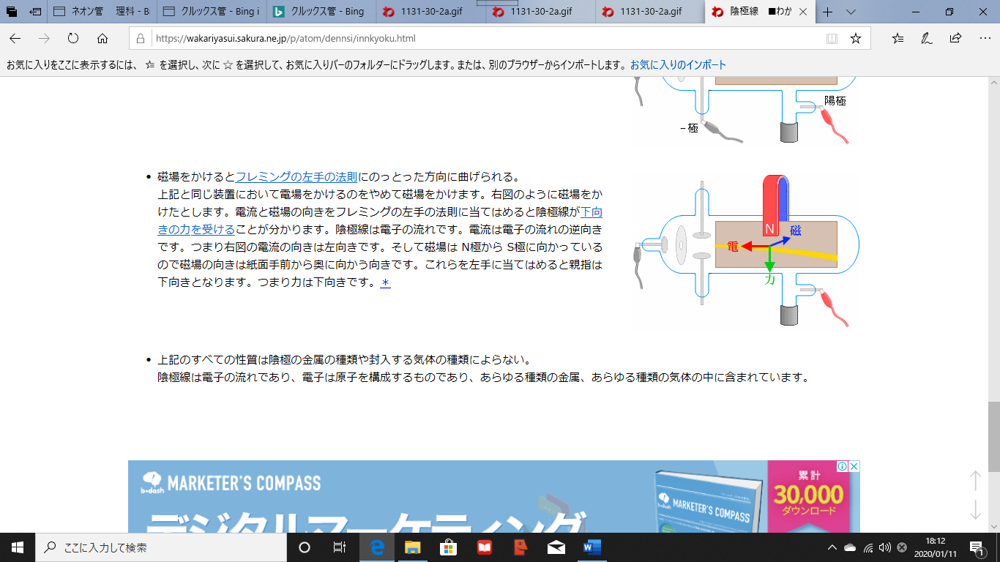 ネオン管　理科 - Bi
クルックス管 - Bing i
クルックス管 - Bing
1131-30-2a.gif
1131-30-2a.gif
1131-30-2a.gif
陰極線　■わか
https://wakariyasui.sakura.ne.jp/p/atom/dennsi/innkyoku.html
お気に入りをここに表示するには、☆ を選択し、次に ☆ を選択して、お気に入りバーのフォルダーにドラッグします。または、別のブラウザーからインポートします。 お気に入りのインポート
陽極
－極
• 磁場をかけるとフレミングの左手の法則にのっとった方向に曲げられる。
上記と同じ装置において電場をかけるのをやめて磁場をかけます。右図のように磁場をか
けたとします。電流と磁場の向きをフレミングの左手の法則に当てはめると陰極線が下向
きの力を受けることが分かります。陰極線は電子の流れです。電流は電子の流れの逆向き
です。つまり右図の電流の向きは左向きです。そして磁場は N極から S極に向かっている
ので磁場の向きは紙面手前から奥に向かう向きです。これらを左手に当てはめると親指は
下向きとなります。つまり力は下向きです。＊
N
磁
電
力
• 上記のすべての性質は陰極の金属の種類や封入する気体の種類によらない。
陰極線は電子の流れであり、電子は原子を構成するものであり、あらゆる種類の金属、あらゆる種類の気体の中に含まれています。
b→dash
MARKETER'S COMPASS
デジタルマーケティング
MARKETER'S COMPASS
累計
30,000
ダウンロード
ここに入力して検索
18:12
2020/01/11
1